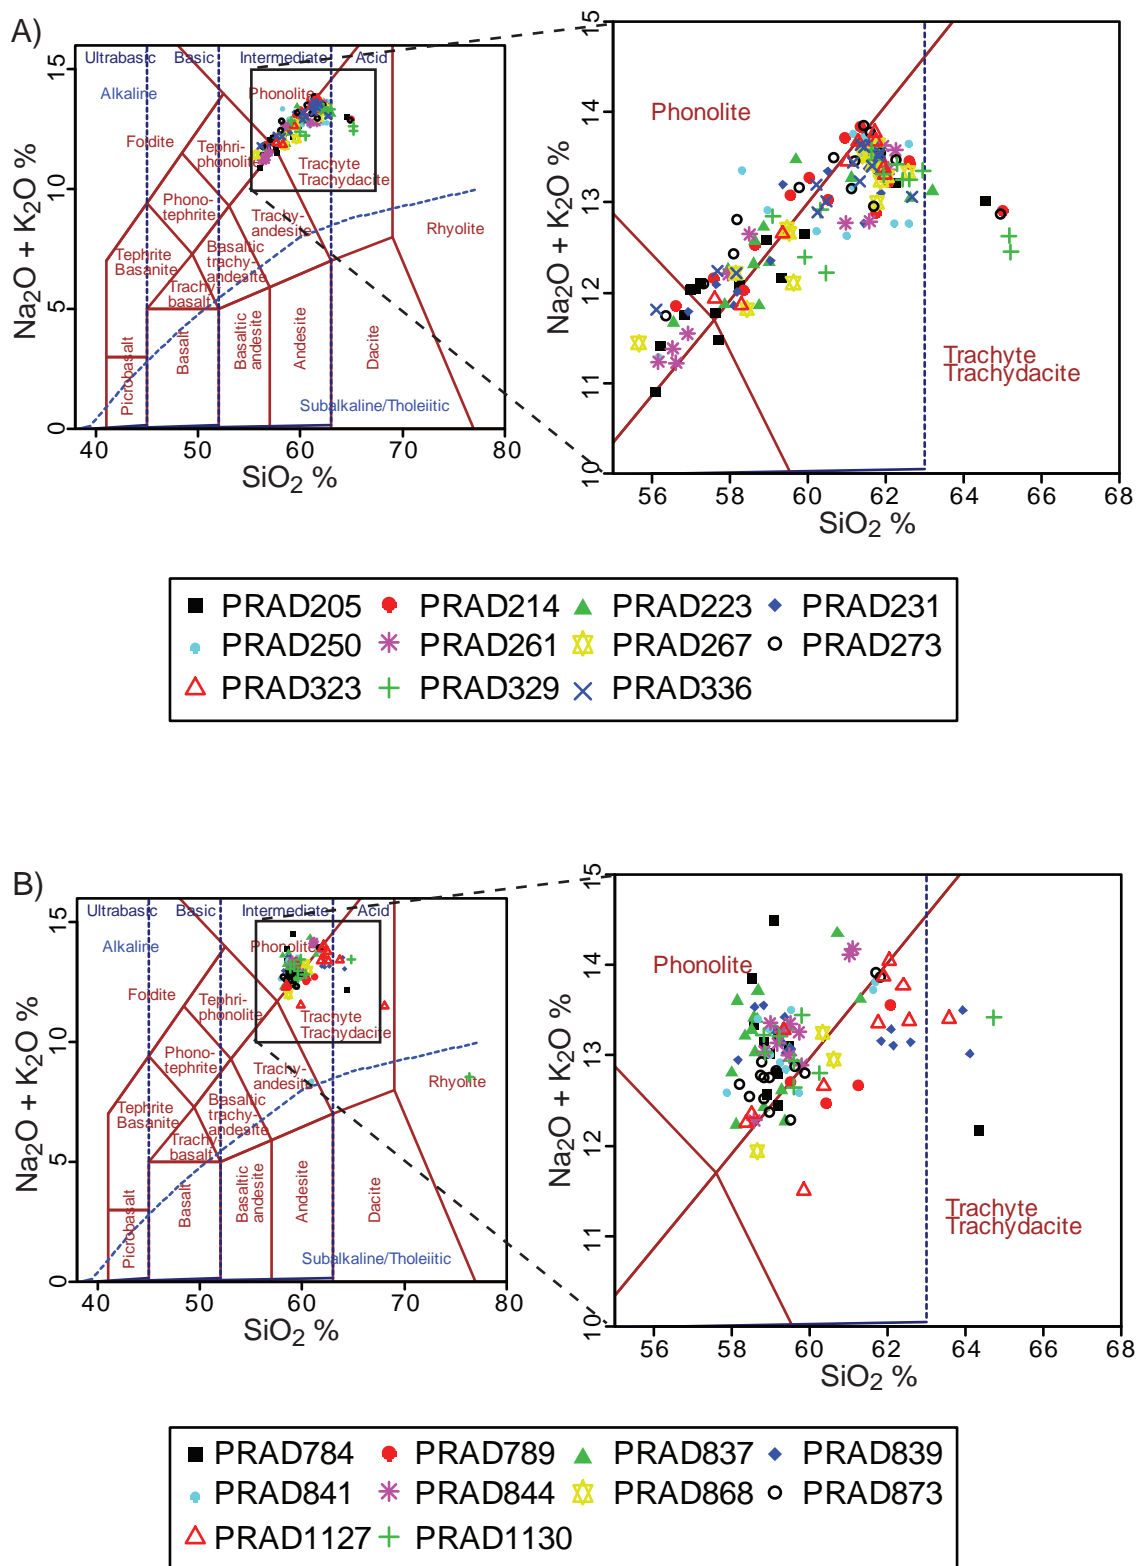 A)
Ultrabasic Basic Intermediate Acid
Alkaline
Phonolite
Foidite
Tephri-
phonolite
Trachyte
Trachydacite
Phono-
tephrite
Trachy-
andesite
Rhyolite
Tephrite
Basanite
Basaltic
trachy-
andesite
Trachy-
basalt
Picrobasalt
Basalt
Basaltic
andesite
Andesite
Dacite
Subalkaline/Tholeiitic
0 5 10 15
40 50 60 70 80
Na2O + K2O %
SiO2 %
Phonolite
Trachyte
Trachydacite
10 11 12 13 14 15
56 58 60 62 64 66 68
Na2O + K2O %
SiO2 %
PRAD205 PRAD214 PRAD223 PRAD231
PRAD250 PRAD261 PRAD267 PRAD273
PRAD323 PRAD329 PRAD336
B)
Ultrabasic Basic Intermediate Acid
Alkaline
Phonolite
Foidite
Tephri-
phonolite
Trachyte
Trachydacite
Phono-
tephrite
Trachy-
andesite
Rhyolite
Tephrite
Basanite
Basaltic
trachy-
andesite
Trachy-
basalt
Picrobasalt
Basalt
Basaltic
andesite
Andesite
Dacite
Subalkaline/Tholeiitic
0 5 10 15
40 50 60 70 80
Na2O + K2O %
SiO2 %
Phonolite
Trachyte
Trachydacite
10 11 12 13 14 15
56 58 60 62 64 66 68
Na2O + K2O %
SiO2 %
PRAD784 PRAD789 PRAD837 PRAD839
PRAD841 PRAD844 PRAD868 PRAD873
PRAD1127 PRAD1130